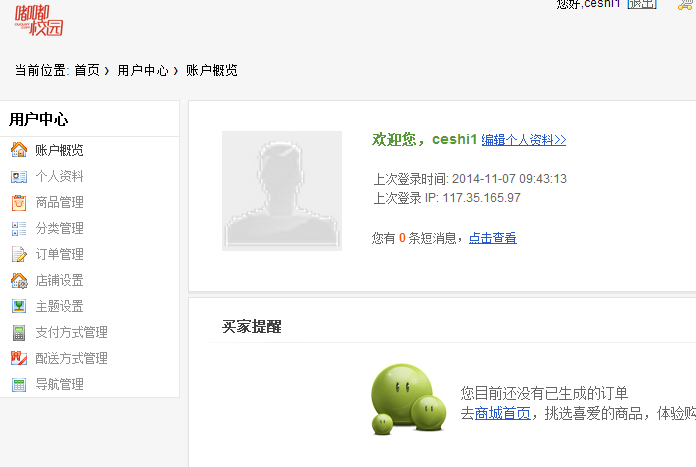 嘟嘟
校园
您好,ceshi1 [退出]
当前位置: 首页 › 用户中心 › 账户概览
用户中心
账户概览
个人资料
商品管理
分类管理
订单管理
店铺设置
主题设置
支付方式管理
配送方式管理
导航管理
欢迎您，ceshi1 编辑个人资料>>
上次登录时间: 2014-11-07 09:43:13
上次登录 IP: 117.35.165.97
您有 0 条短消息，点击查看
买家提醒
您目前还没有已生成的订单
去商城首页，挑选喜爱的商品，体验购